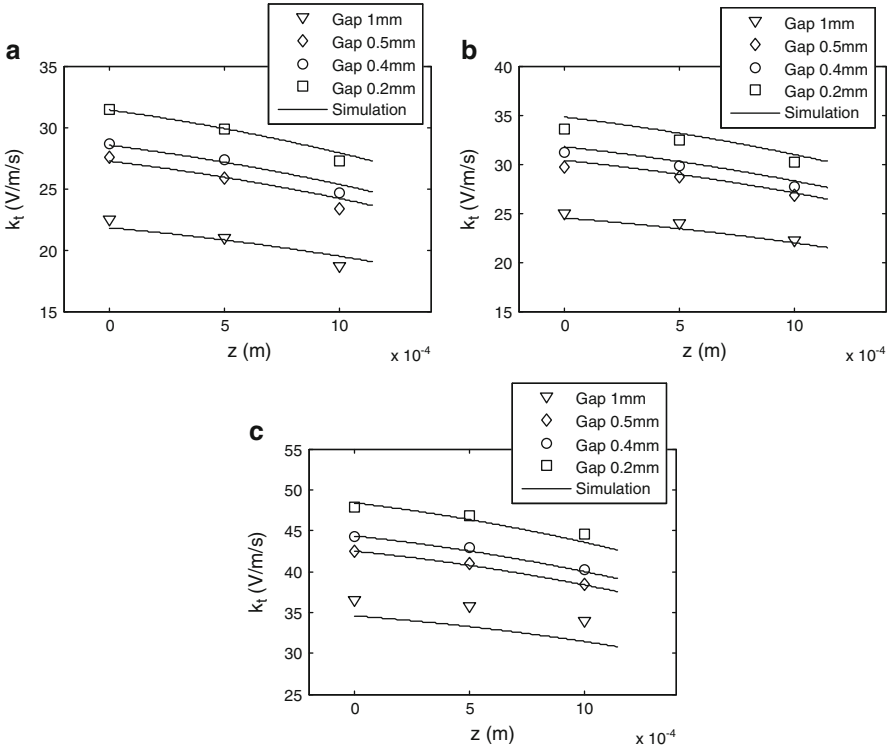 a
Gap 1mm
Gap 0.5mm
Gap 0.4mm
Gap 0.2mm
Simulation
35
30
25
20
15
k_t (V/m/s)
0
5
10
z (m)
x 10^-4
b
Gap 1mm
Gap 0.5mm
Gap 0.4mm
Gap 0.2mm
Simulation
40
35
30
25
20
15
k_t (V/m/s)
0
5
10
z (m)
x 10^-4
c
Gap 1mm
Gap 0.5mm
Gap 0.4mm
Gap 0.2mm
Simulation
55
50
45
40
35
30
25
k_t (V/m/s)
0
5
10
z (m)
x 10^-4